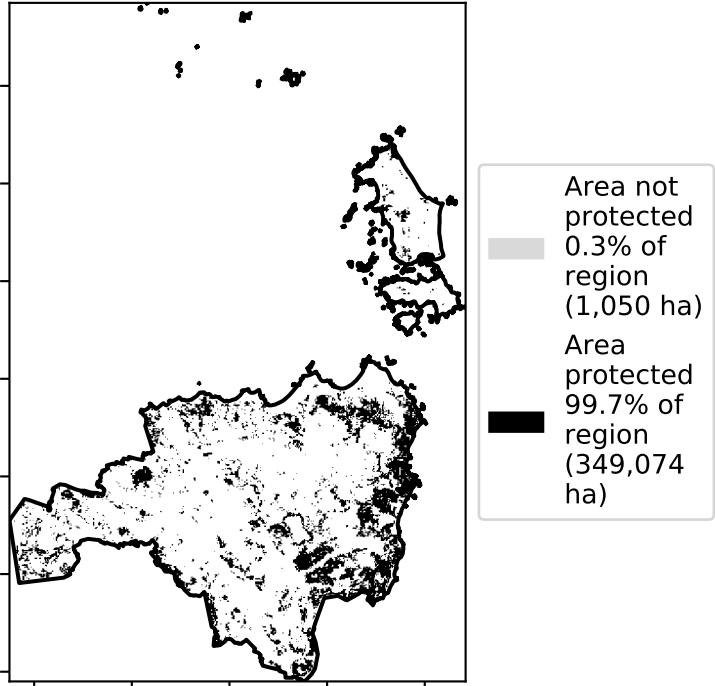 Area not
protected
0.3% of
region
(1,050 ha)
Area
protected
99.7% of
region
(349,074
ha)